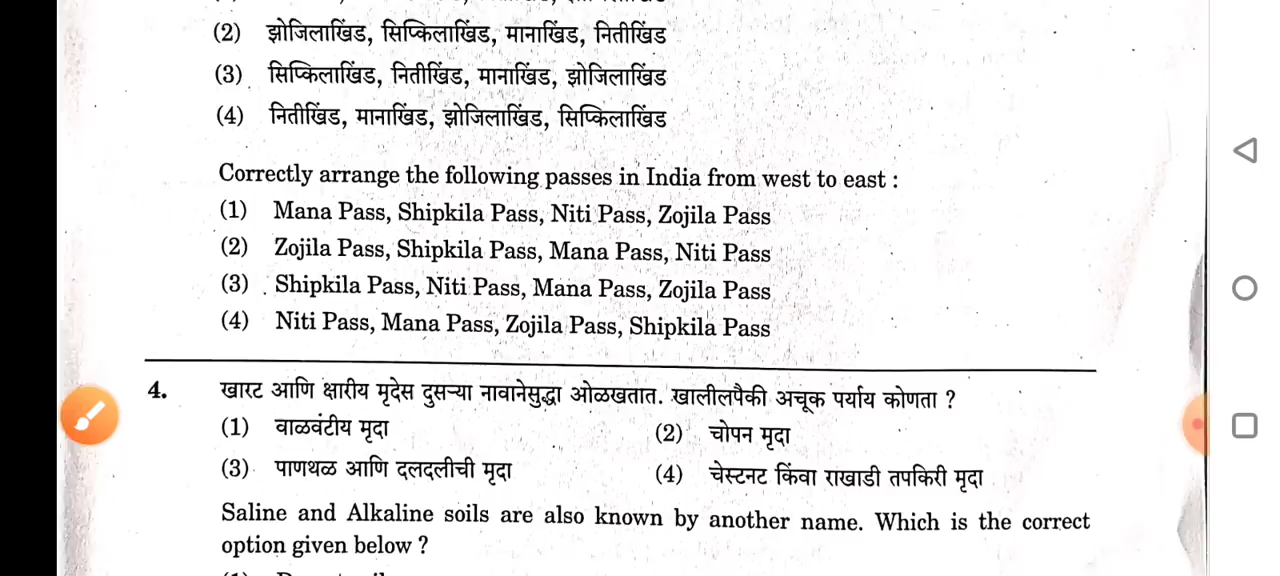 (2) झोजिलाखिंड, सिप्किलाखिंड, मानाखिंड, नितीखिंड
(3) सिप्किलाखिंड, नितीखिंड, मानाखिंड, झोजिलाखिंड
(4) नितीखिंड, मानाखिंड, झोजिलाखिंड, सिप्किलाखिंड
Correctly arrange the following passes in India from west to east :
(1) Mana Pass, Shipkila Pass, Niti Pass, Zojila Pass
(2) Zojila Pass, Shipkila Pass, Mana Pass, Niti Pass
(3) Shipkila Pass, Niti Pass, Mana Pass, Zojila Pass
(4) Niti Pass, Mana Pass, Zojila Pass, Shipkila Pass
4. खारट आणि क्षारीय मृदेस दुसऱ्या नावानेसुद्धा ओळखतात. खालीलपैकी अचूक पर्याय कोणता ?
(1) वाळवंटीय मृदा (2) चोपन मृदा
(3) पाणथळ आणि दलदलीची मृदा (4) चेस्टनट किंवा राखाडी तपकिरी मृदा
Saline and Alkaline soils are also known by another name. Which is the correct
option given below ?